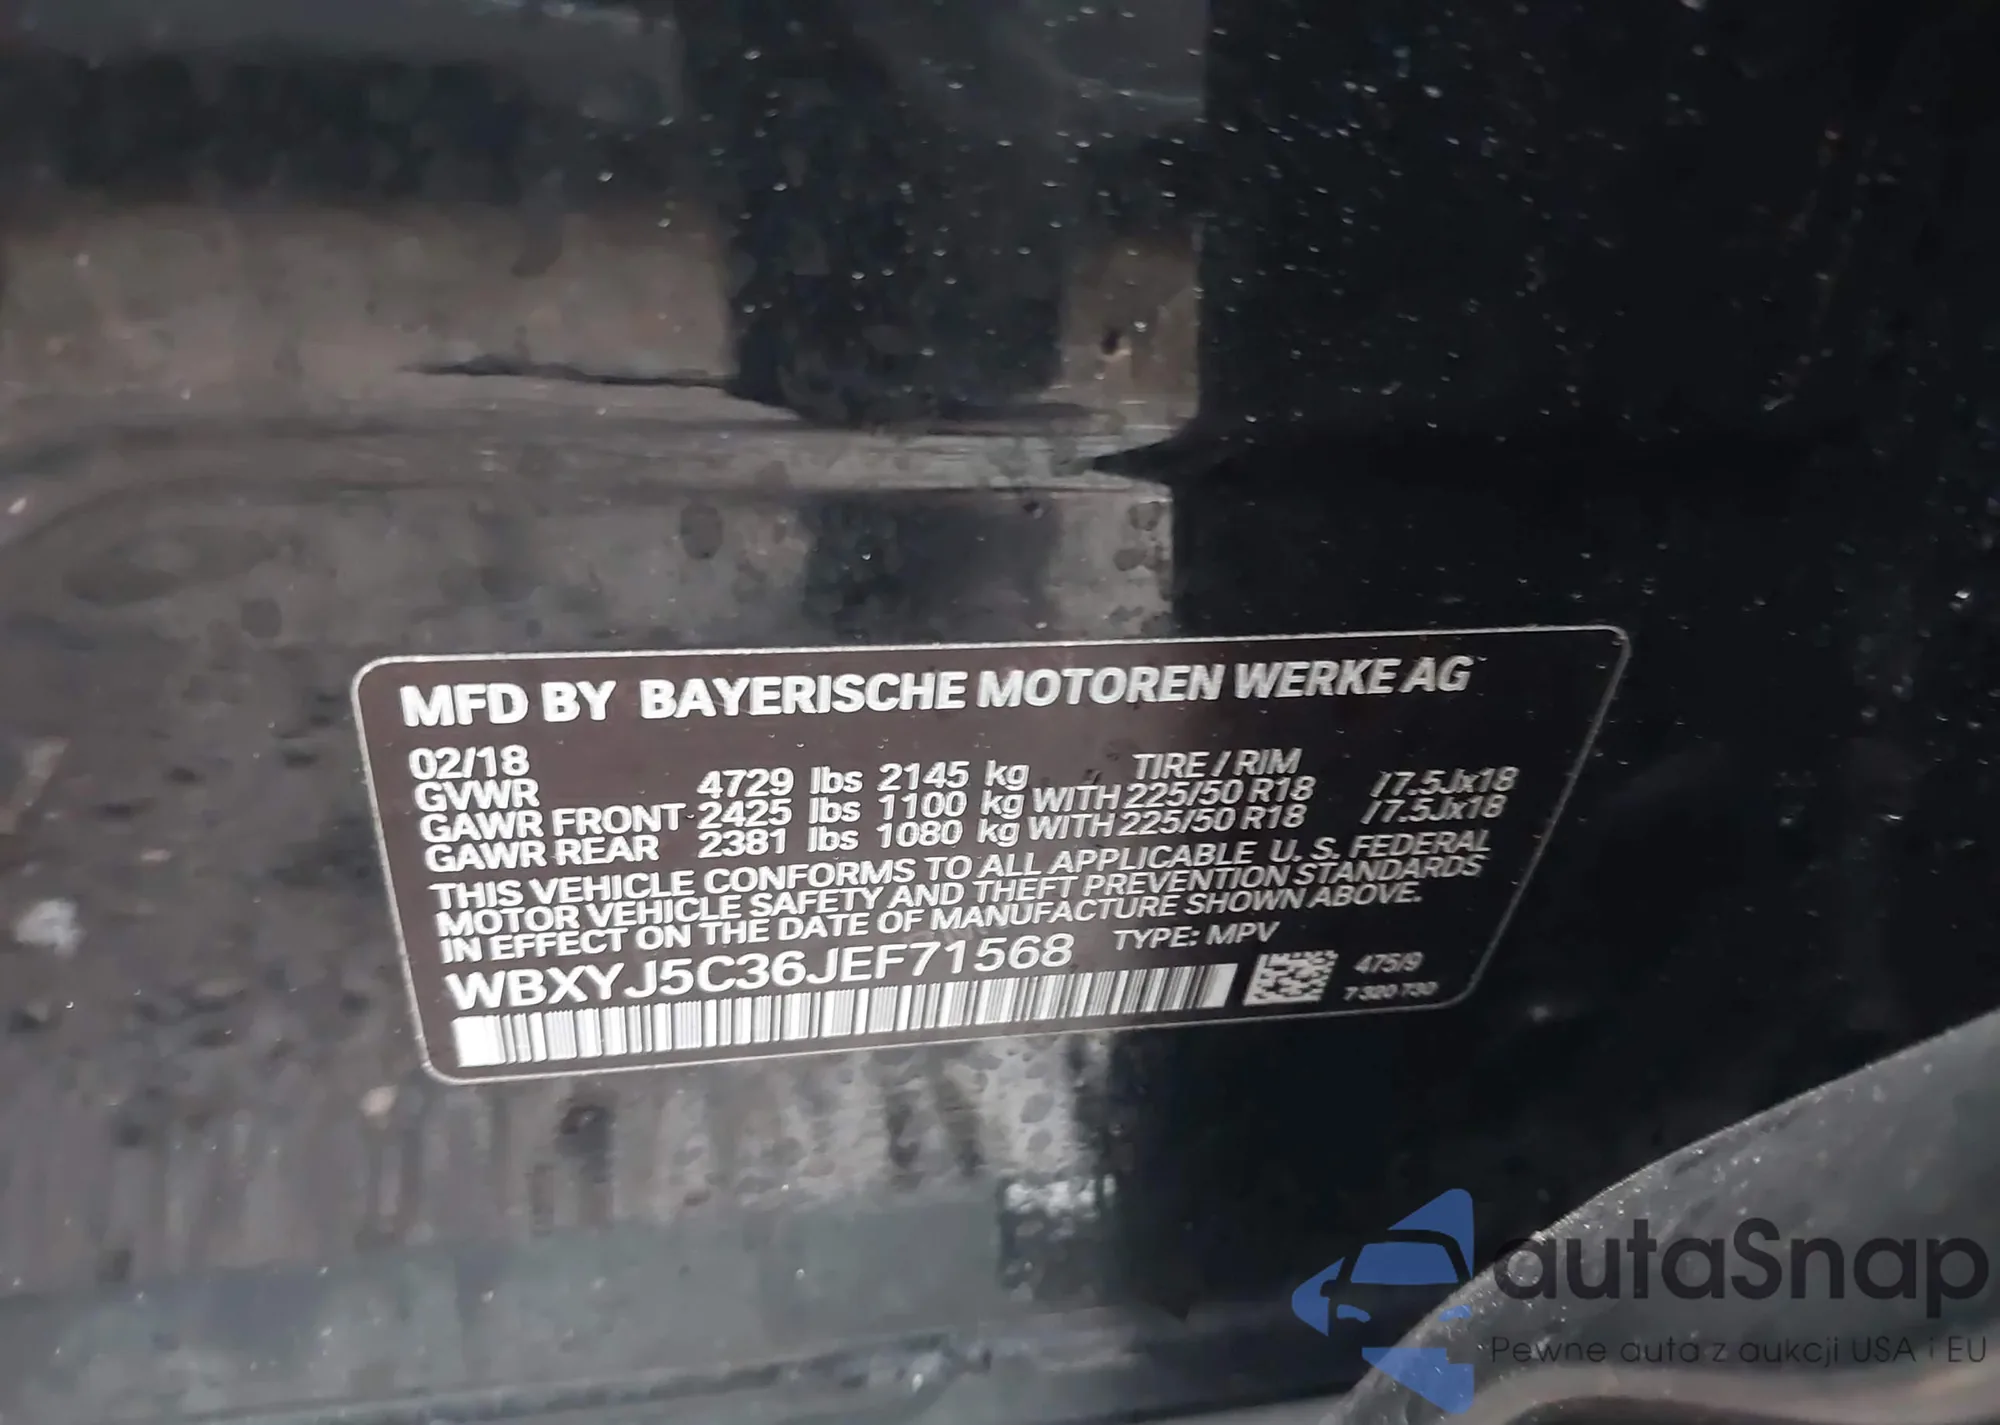 MFD BY BAYERISCHE MOTOREN WERKE AG
02/18 TIRE / RIM
GVWR 4729 lbs 2145 kg
GAWR FRONT 2425 lbs 1100 kg WITH 225/50 R18 /7.5Jx18
GAWR REAR 2381 lbs 1080 kg WITH 225/50 R18 /7.5Jx18
THIS VEHICLE CONFORMS TO ALL APPLICABLE U. S. FEDERAL
MOTOR VEHICLE SAFETY AND THEFT PREVENTION STANDARDS
IN EFFECT ON THE DATE OF MANUFACTURE SHOWN ABOVE.
WBXYJ5C36JEF71568 TYPE: MPV
475/9
7 320 730
autaSnap
Pewne auta z aukcji USA i EU